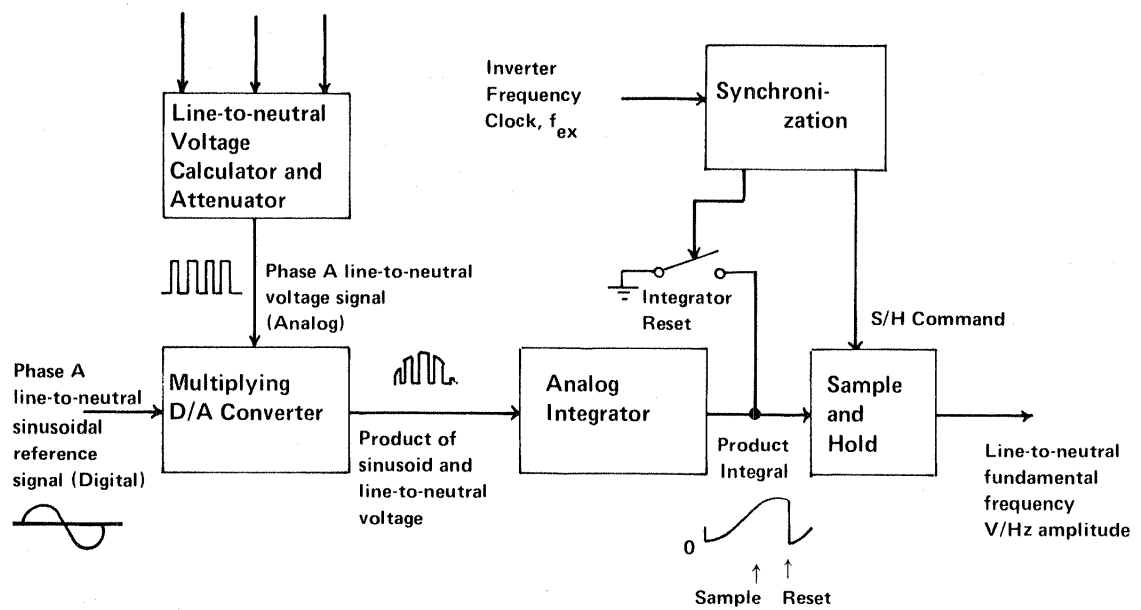 Line-to-neutral
Voltage
Calculator and
Attenuator
Inverter
Frequency
Clock, fex
Synchroni-
zation
Phase A line-to-neutral
voltage signal
(Analog)
Integrator
Reset
S/H Command
Phase A
line-to-neutral
sinusoidal
reference
signal (Digital)
Multiplying
D/A Converter
Product of
sinusoid and
line-to-neutral
voltage
Analog
Integrator
Product
Integral
Sample
and
Hold
Line-to-neutral
fundamental
frequency
V/Hz amplitude
0
Sample
Reset